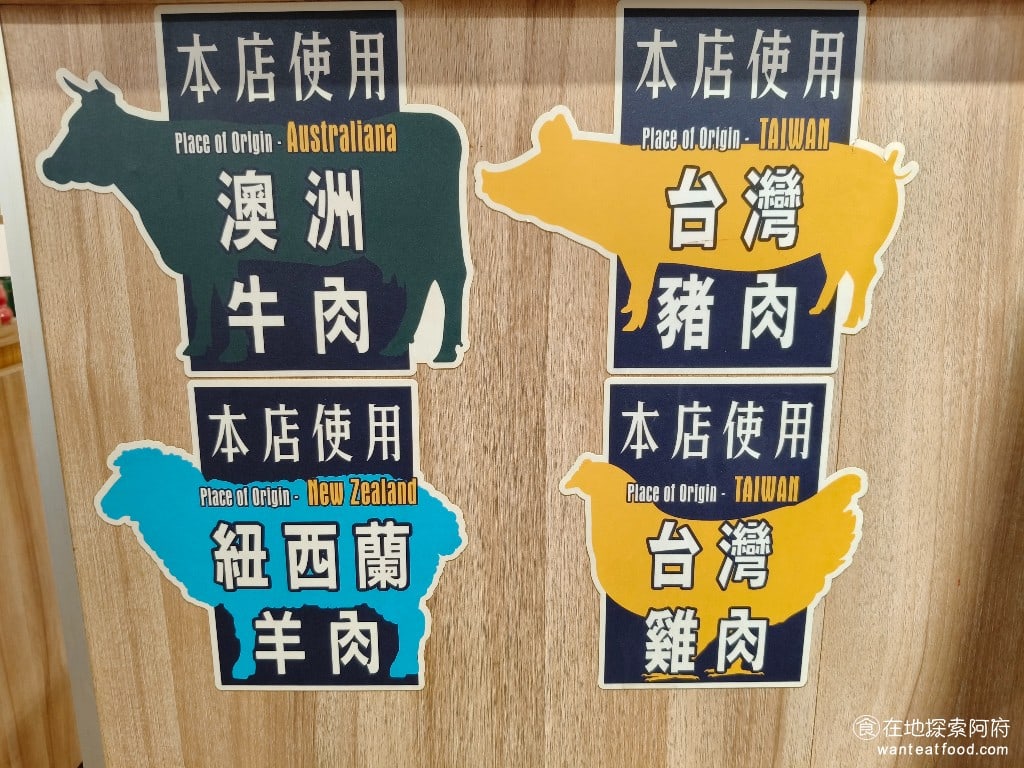 本店使用
Place of Origin - Australiana
澳洲
牛肉
本店使用
Place of Origin - TAIWAN
台灣
豬肉
本店使用
Place of Origin - New Zealand
紐西蘭
羊肉
本店使用
Place of Origin - TAIWAN
台灣
雞肉
食在地探索阿府
wanteatfood.com